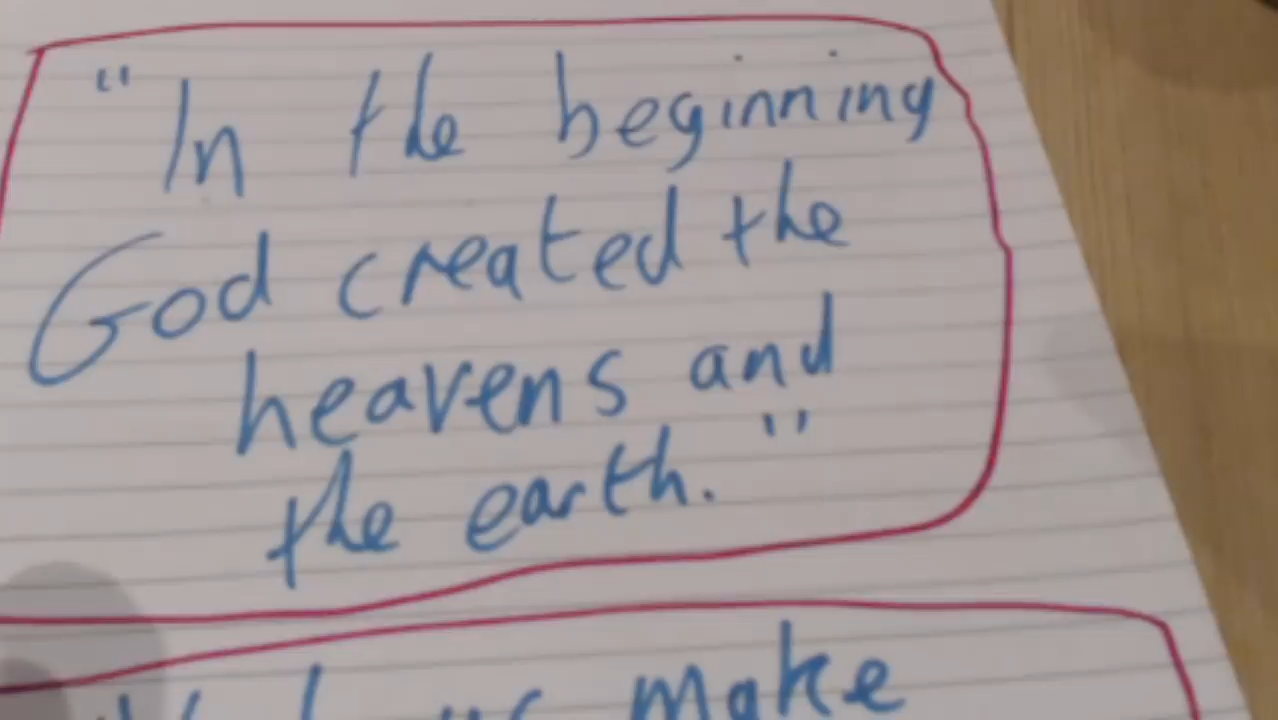 "In the beginning
God created the
heavens and
the earth."
make